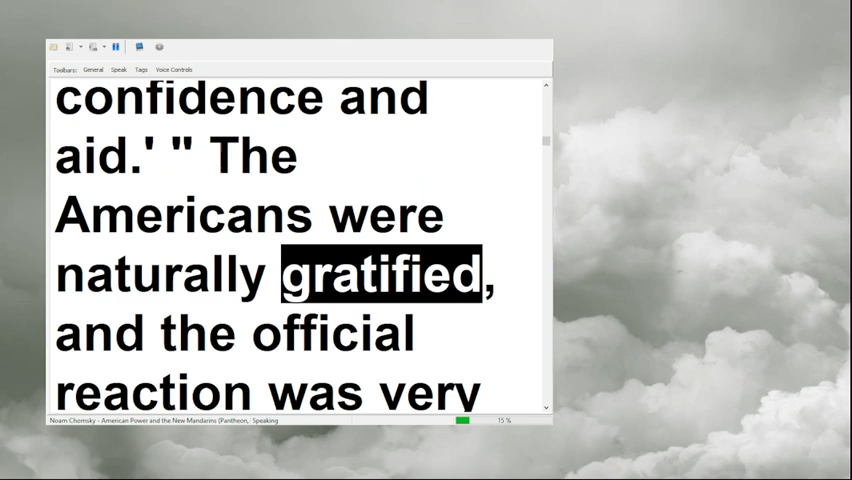 Toolbars: General Speak Tags Voice Controls
confidence and
aid.' " The
Americans were
naturally gratified,
and the official
reaction was very
Noam Chomsky - American Power and the New Mandarins (Pantheon, Speaking 15 %